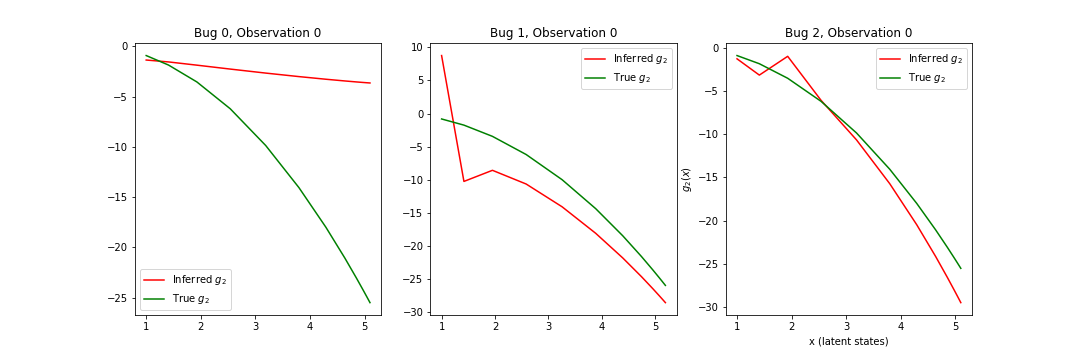 Bug 0, Observation 0
0
−5
−10
−15
−20
−25
1 2 3 4 5
Inferred g₂
True g₂
Bug 1, Observation 0
10
5
0
−5
−10
−15
−20
−25
−30
1 2 3 4 5
Inferred g₂
True g₂
Bug 2, Observation 0
g₂(x)
0
−5
−10
−15
−20
−25
−30
1 2 3 4 5
x (latent states)
Inferred g₂
True g₂